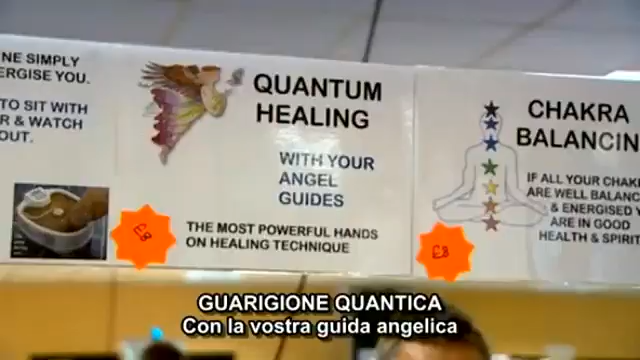 NE SIMPLY
ERGISE YOU.
TO SIT WITH
R & WATCH
OUT.
QUANTUM
HEALING
WITH YOUR
ANGEL
GUIDES
THE MOST POWERFUL HANDS
ON HEALING TECHNIQUE
£8
CHAKRA
BALANCIN
IF ALL YOUR CHAK
ARE WELL BALANC
& ENERGISED Y
ARE IN GOOD
HEALTH & SPIRIT
£8
GUARIGIONE QUANTICA
Con la vostra guida angelica